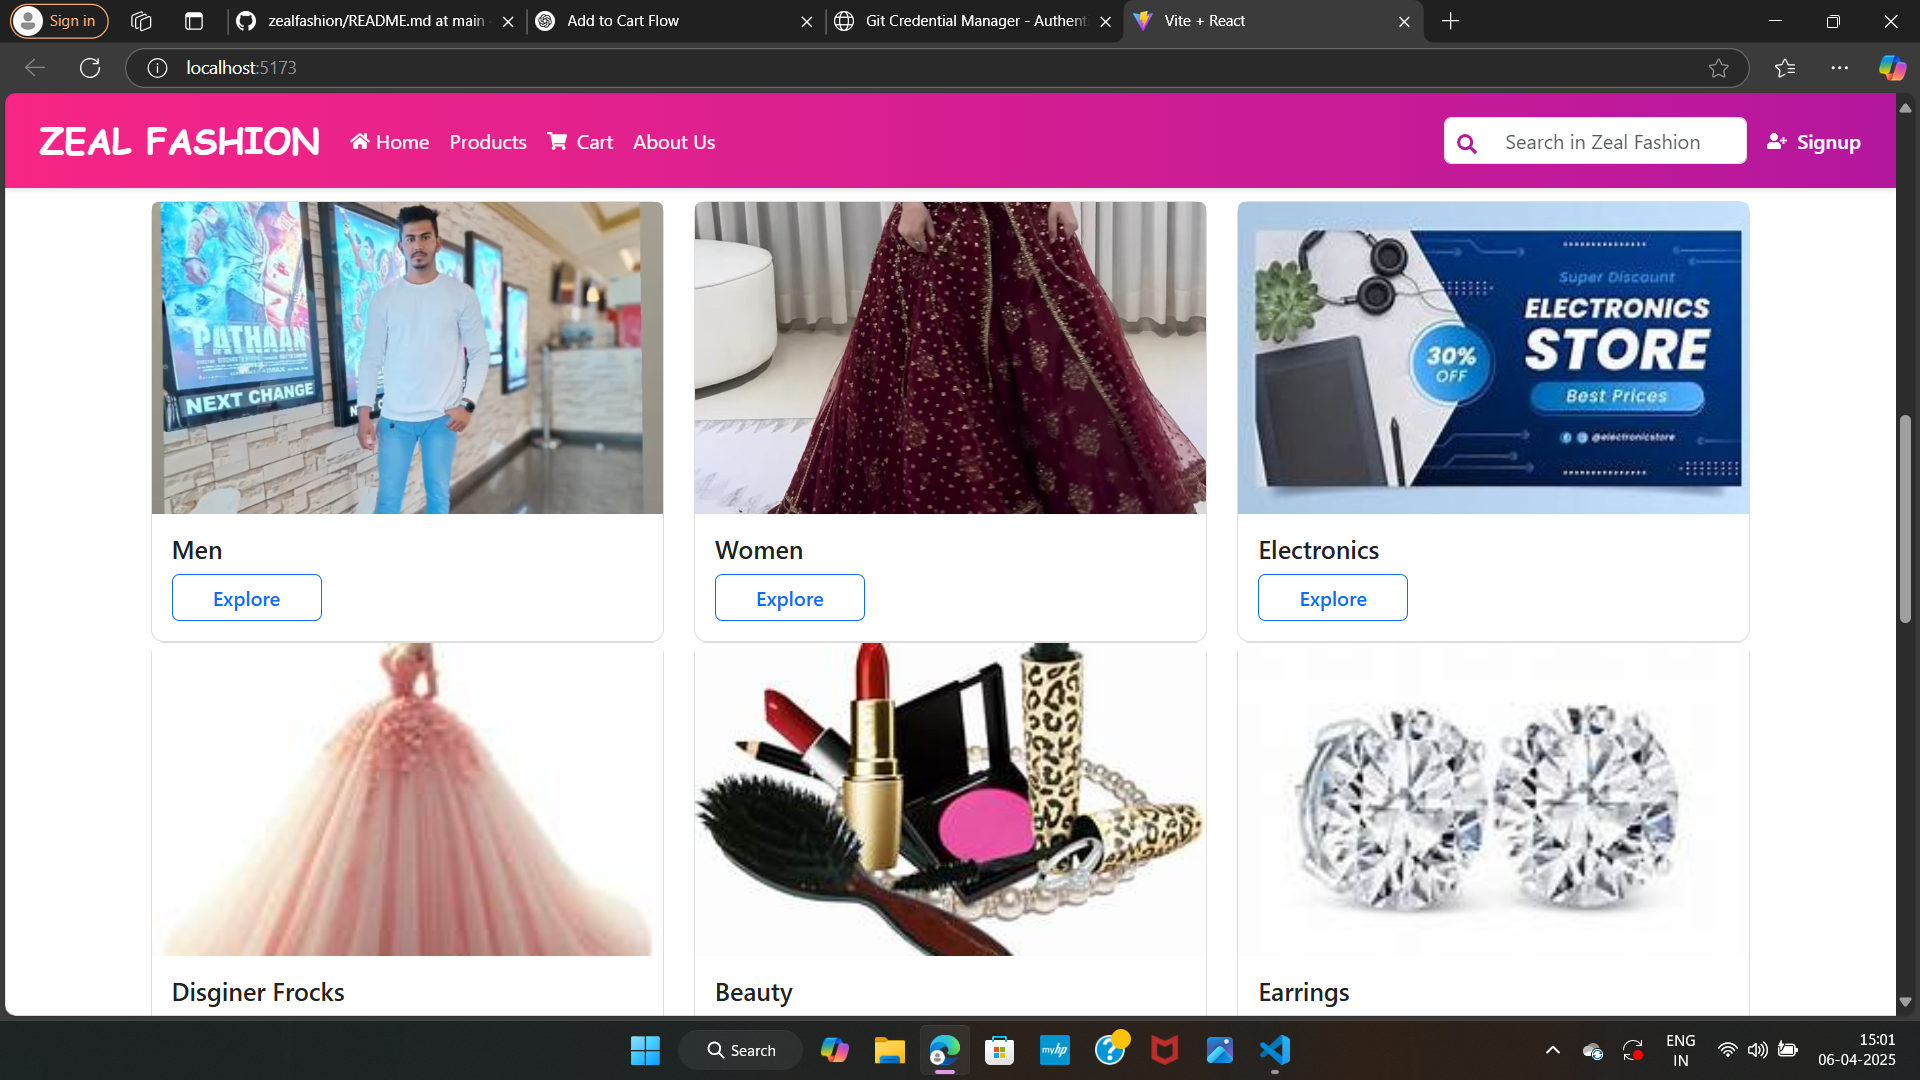 Sign in
zealfashion/README.md at main
Add to Cart Flow
Git Credential Manager - Authent
Vite + React
localhost:5173
ZEAL FASHION
Home
Products
Cart
About Us
Search in Zeal Fashion
Signup
PATHAAN
NEXT CHANGE
Super Discount
ELECTRONICS
STORE
30%
OFF
Best Prices
@electronicstore
Men
Women
Electronics
Explore
Explore
Explore
Disginer Frocks
Beauty
Earrings
Search
myhp
ENG
IN
15:01
06-04-2025